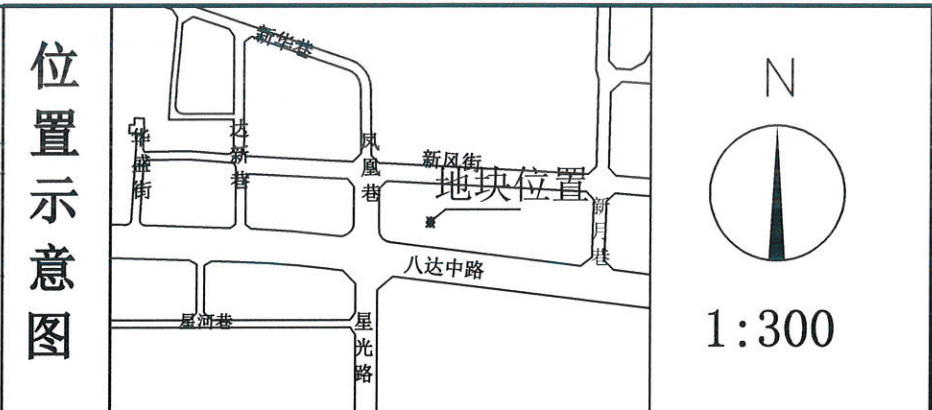 位置示意图
新华巷
华盛街
达新巷
凤凰巷
新风街
地块位置
新月巷
八达中路
星河巷
星光路
N
1:300